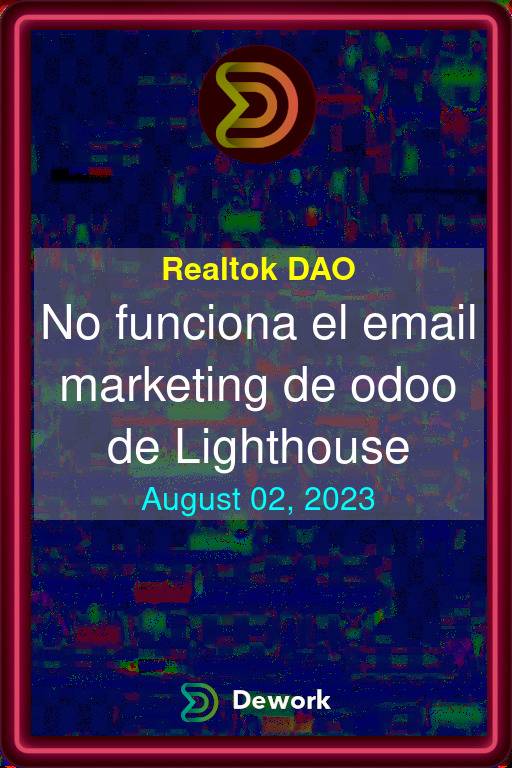 Realtok DAO
No funciona el email
marketing de odoo
de Lighthouse
August 02, 2023
Dework